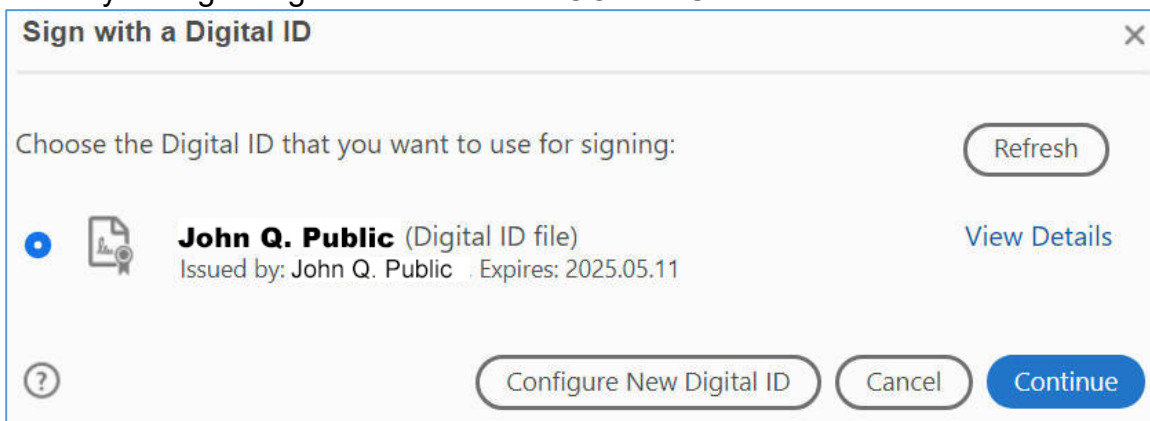 Sign with a Digital ID
Choose the Digital ID that you want to use for signing:
Refresh
John Q. Public (Digital ID file)
View Details
Issued by: John Q. Public . Expires: 2025.05.11
Configure New Digital ID
Cancel
Continue